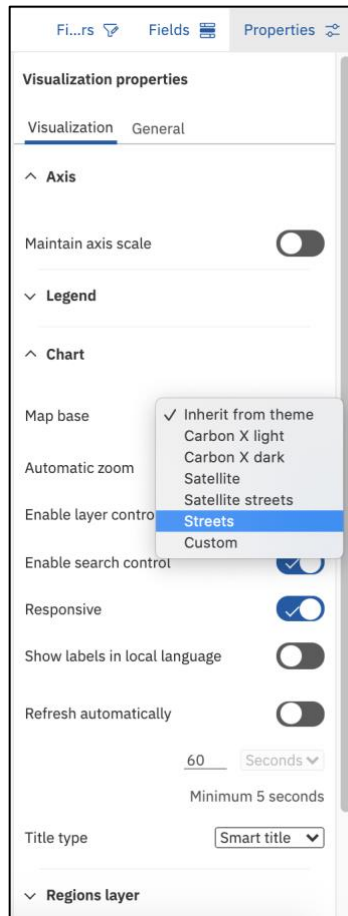 Fi...rs Fields Properties
Visualization properties
Visualization General
Axis
Maintain axis scale
Legend
Chart
Map base
Inherit from theme
Carbon X light
Carbon X dark
Automatic zoom
Satellite
Satellite streets
Enable layer contro
Streets
Custom
Enable search control
Responsive
Show labels in local language
Refresh automatically
60 Seconds
Minimum 5 seconds
Title type Smart title
Regions layer